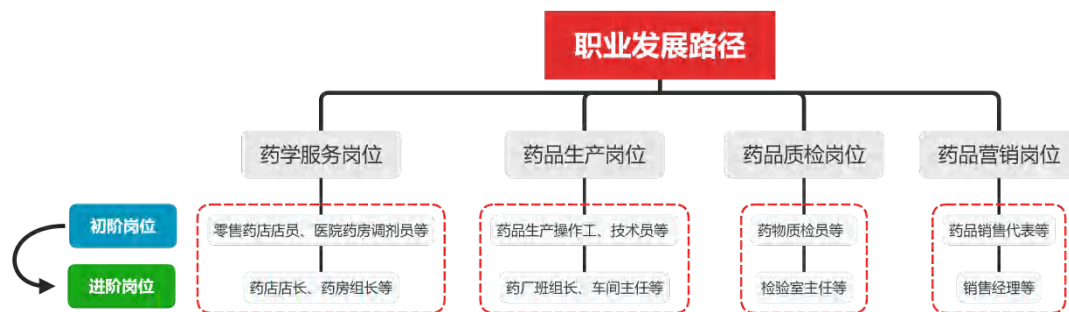 职业发展路径
药学服务岗位
药品生产岗位
药品质检岗位
药品营销岗位
初阶岗位
零售药店店员、医院药房调剂员等
药品生产操作工、技术员等
药物质检员等
药品销售代表等
进阶岗位
药店店长、药房组长等
药厂班组长、车间主任等
检验室主任等
销售经理等